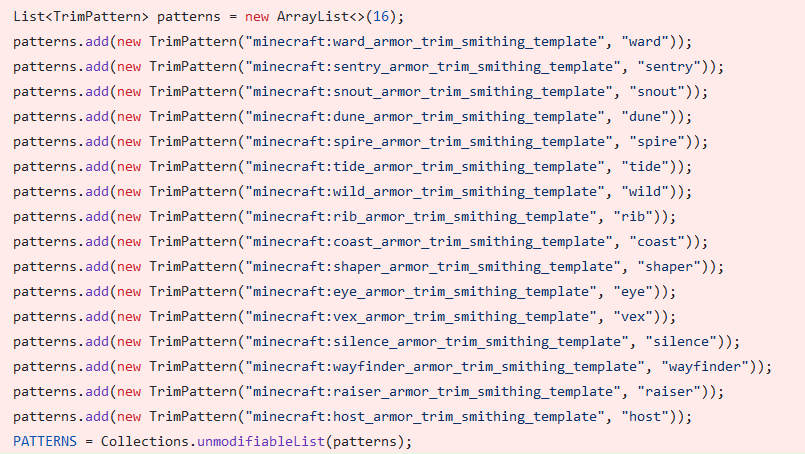 List<TrimPattern> patterns = new ArrayList<>(16);
patterns.add(new TrimPattern("minecraft:ward_armor_trim_smithing_template", "ward"));
patterns.add(new TrimPattern("minecraft:sentry_armor_trim_smithing_template", "sentry"));
patterns.add(new TrimPattern("minecraft:snout_armor_trim_smithing_template", "snout"));
patterns.add(new TrimPattern("minecraft:dune_armor_trim_smithing_template", "dune"));
patterns.add(new TrimPattern("minecraft:spire_armor_trim_smithing_template", "spire"));
patterns.add(new TrimPattern("minecraft:tide_armor_trim_smithing_template", "tide"));
patterns.add(new TrimPattern("minecraft:wild_armor_trim_smithing_template", "wild"));
patterns.add(new TrimPattern("minecraft:rib_armor_trim_smithing_template", "rib"));
patterns.add(new TrimPattern("minecraft:coast_armor_trim_smithing_template", "coast"));
patterns.add(new TrimPattern("minecraft:shaper_armor_trim_smithing_template", "shaper"));
patterns.add(new TrimPattern("minecraft:eye_armor_trim_smithing_template", "eye"));
patterns.add(new TrimPattern("minecraft:vex_armor_trim_smithing_template", "vex"));
patterns.add(new TrimPattern("minecraft:silence_armor_trim_smithing_template", "silence"));
patterns.add(new TrimPattern("minecraft:wayfinder_armor_trim_smithing_template", "wayfinder"));
patterns.add(new TrimPattern("minecraft:raiser_armor_trim_smithing_template", "raiser"));
patterns.add(new TrimPattern("minecraft:host_armor_trim_smithing_template", "host"));
PATTERNS = Collections.unmodifiableList(patterns);